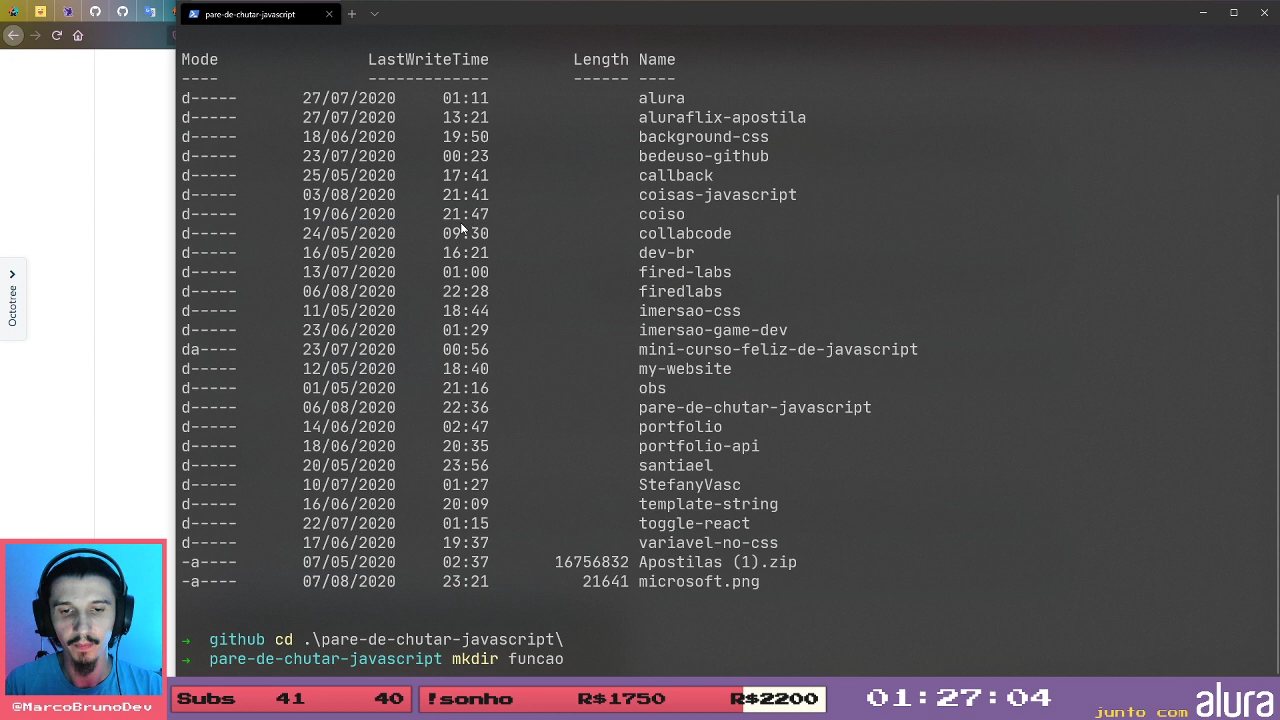 pare-de-chutar-javascript
Mode LastWriteTime Length Name
---- ------------- ------ ----
d----- 27/07/2020 01:11 alura
d----- 27/07/2020 13:21 aluraflix-apostila
d----- 18/06/2020 19:50 background-css
d----- 23/07/2020 00:23 bedeuso-github
d----- 25/05/2020 17:41 callback
d----- 03/08/2020 21:41 coisas-javascript
d----- 19/06/2020 21:47 coiso
d----- 24/05/2020 09:30 collabcode
d----- 16/05/2020 16:21 dev-br
d----- 13/07/2020 01:00 fired-labs
d----- 06/08/2020 22:28 firedlabs
d----- 11/05/2020 18:44 imersao-css
d----- 23/06/2020 01:29 imersao-game-dev
da---- 23/07/2020 00:56 mini-curso-feliz-de-javascript
d----- 12/05/2020 18:40 my-website
d----- 01/05/2020 21:16 obs
d----- 06/08/2020 22:36 pare-de-chutar-javascript
d----- 14/06/2020 02:47 portfolio
d----- 18/06/2020 20:35 portfolio-api
d----- 20/05/2020 23:56 santiael
d----- 10/07/2020 01:27 StefanyVasc
d----- 16/06/2020 20:09 template-string
d----- 22/07/2020 01:15 toggle-react
d----- 17/06/2020 19:37 variavel-no-css
-a---- 07/05/2020 02:37 16756832 Apostilas (1).zip
-a---- 07/08/2020 23:21 21641 microsoft.png
→ github cd .\pare-de-chutar-javascript\
→ pare-de-chutar-javascript mkdir funcao
Octotree
@MarcoBrunoDev
Subs 41 40 !sonho R$1750 R$2200 01:27:04 junto com alura